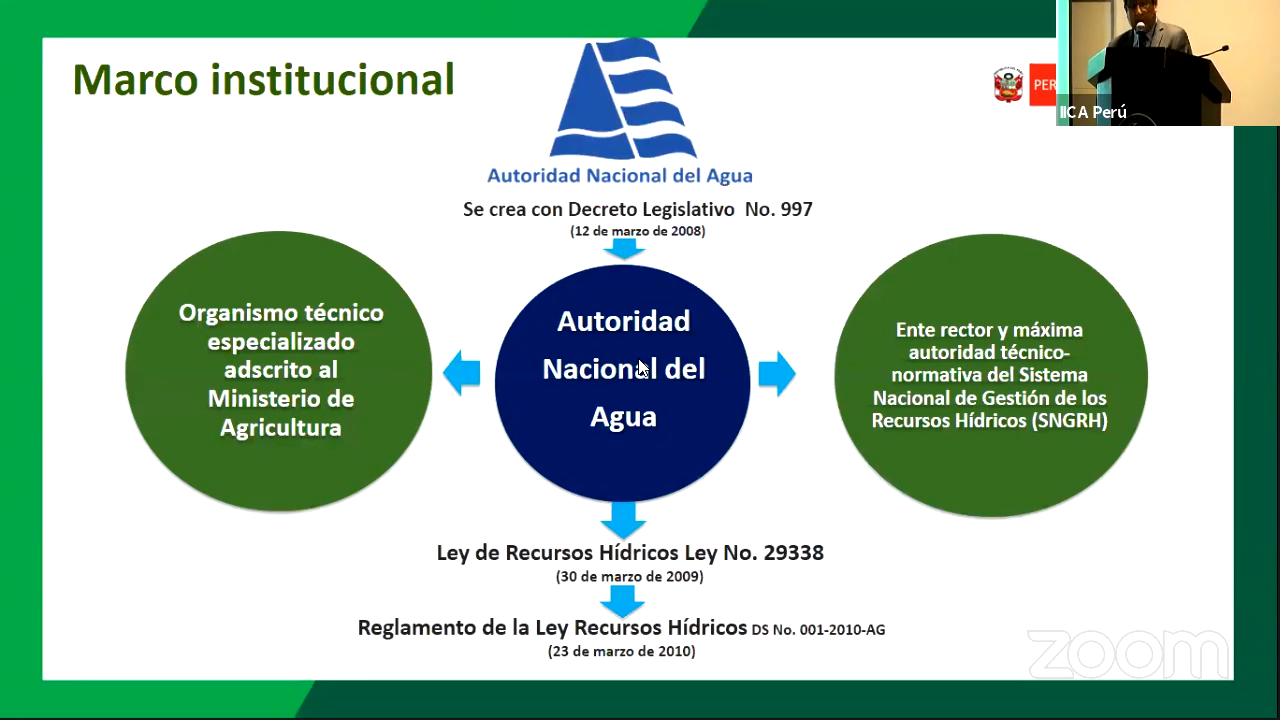 Marco institucional
PER
IICA Perú
Autoridad Nacional del Agua
Se crea con Decreto Legislativo No. 997
(12 de marzo de 2008)
Organismo técnico
especializado
adscrito al
Ministerio de
Agricultura
Autoridad
Nacional del
Agua
Ente rector y máxima
autoridad técnico-
normativa del Sistema
Nacional de Gestión de los
Recursos Hídricos (SNGRH)
Ley de Recursos Hídricos Ley No. 29338
(30 de marzo de 2009)
Reglamento de la Ley Recursos Hídricos DS No. 001-2010-AG
(23 de marzo de 2010)
zoom